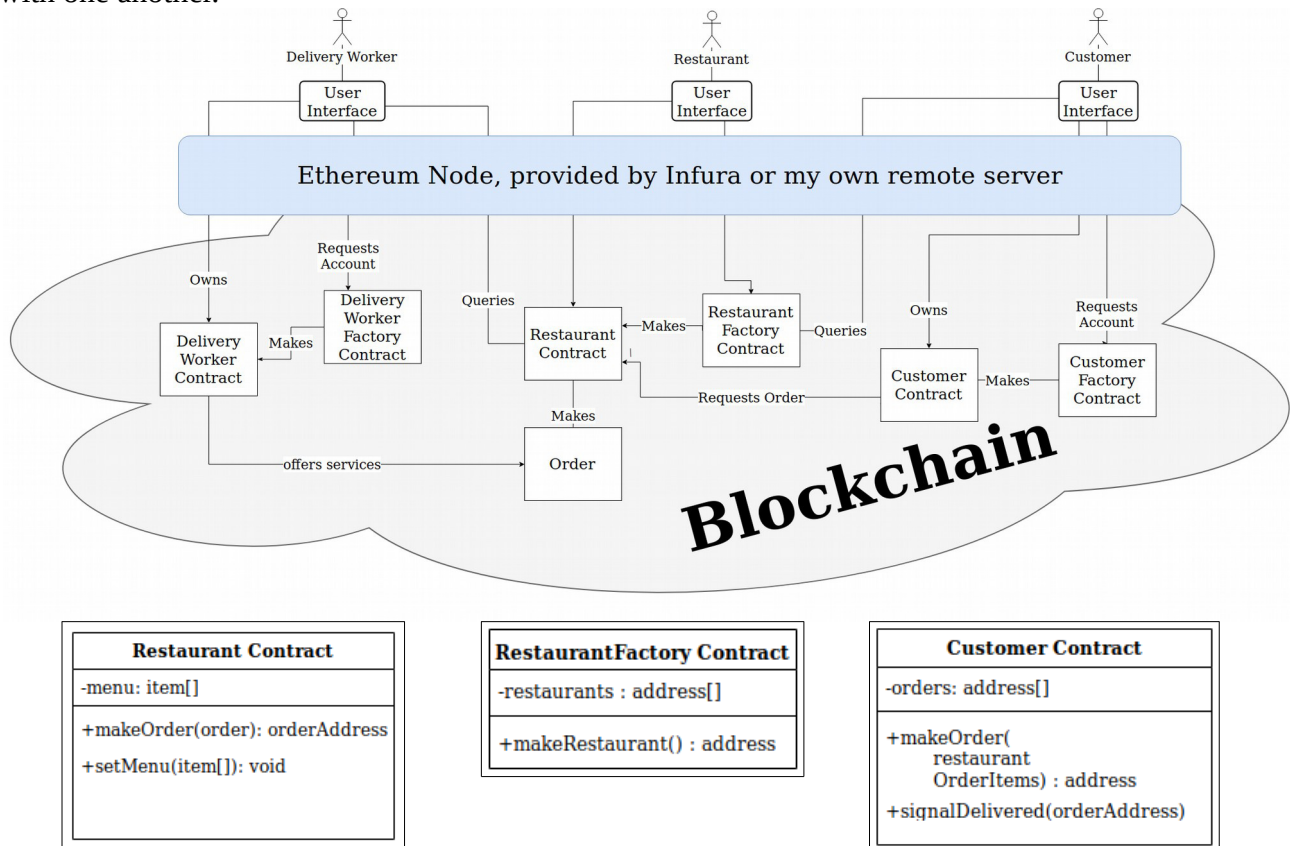 with one another.
Delivery Worker
Restaurant
Customer
User
Interface
User
Interface
User
Interface
Ethereum Node, provided by Infura or my own remote server
Owns
Requests
Account
Queries
Owns
Requests
Account
Delivery
Worker
Contract
Makes
Delivery
Worker
Factory
Contract
Restaurant
Contract
Makes
Restaurant
Factory
Contract
Queries
Customer
Contract
Makes
Customer
Factory
Contract
Requests Order
Makes
offers services
Order
Blockchain
Restaurant Contract
-menu: item[]
+makeOrder(order): orderAddress
+setMenu(item[]): void
RestaurantFactory Contract
-restaurants : address[]
+makeRestaurant() : address
Customer Contract
-orders: address[]
+makeOrder(
restaurant
OrderItems) : address
+signalDelivered(orderAddress)